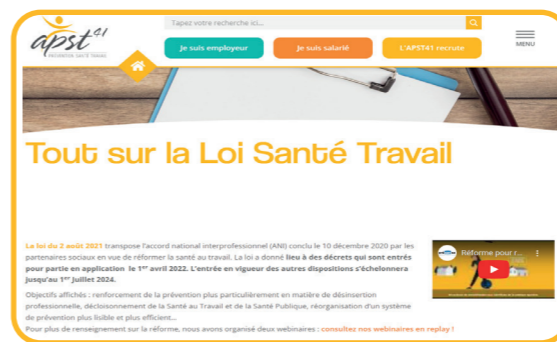 apst41
PRÉVENTION SANTÉ TRAVAIL
Tapez votre recherche ici...
Je suis employeur
Je suis salarié
L'APST41 recrute
MENU
Tout sur la Loi Santé Travail
La loi du 2 août 2021 transpose l'accord national interprofessionnel (ANI) conclu le 10 décembre 2020 par les
partenaires sociaux en vue de réformer la santé au travail. La loi a donné lieu à des décrets qui sont entrés
pour partie en application le 1er avril 2022. L'entrée en vigueur des autres dispositions s'échelonnera
jusqu'au 1er Juillet 2024.
Objectifs affichés : renforcement de la prévention plus particulièrement en matière de désinsertion
professionnelle, décloisonnement de la Santé au Travail et de la Santé Publique, réorganisation d'un système
de prévention plus lisible et plus efficient...
Pour plus de renseignement sur la réforme, nous avons organisé deux webinaires : consultez nos webinaires en replay !
Réforme pour r...